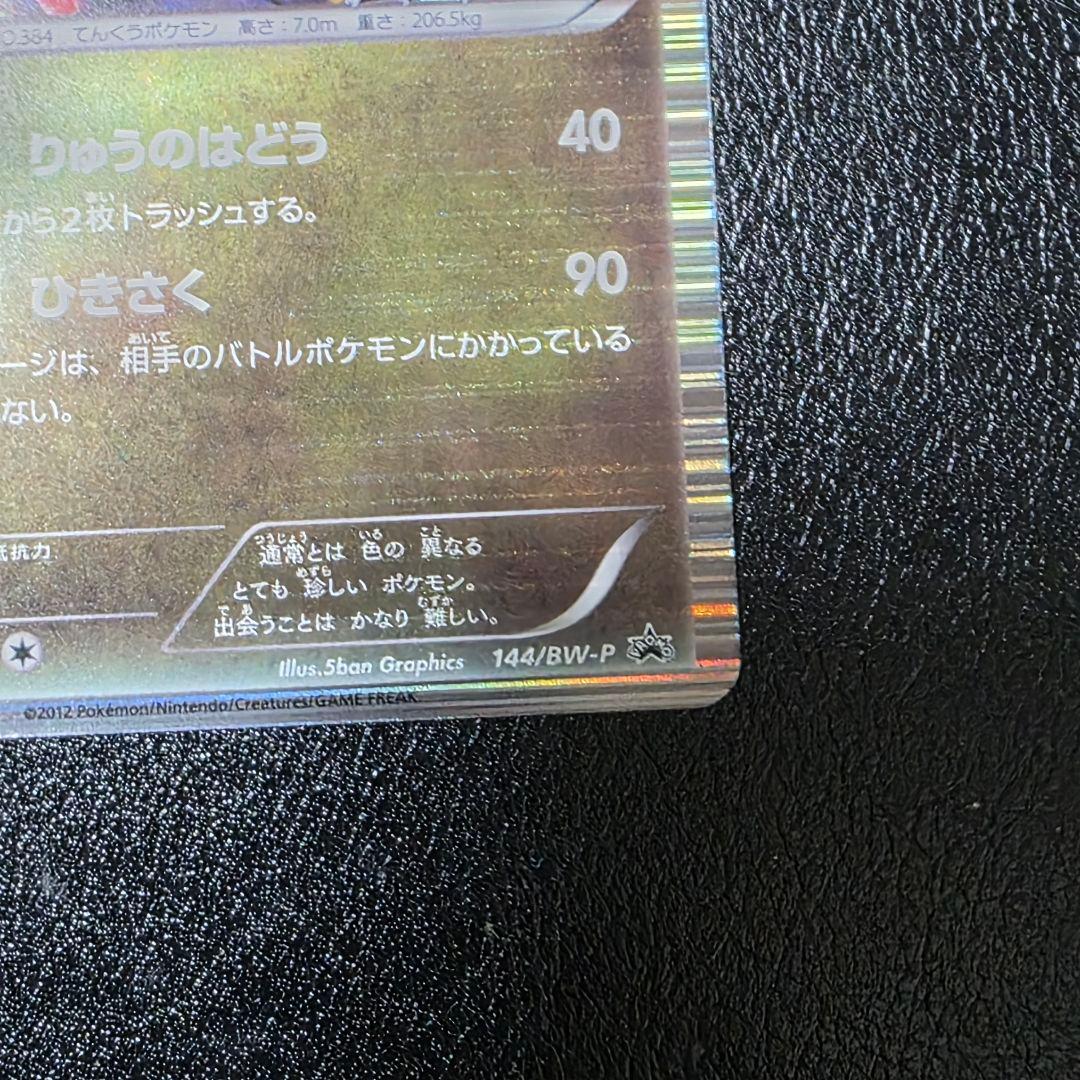 O.384 てんくうポケモン 高さ:7.0m 重さ:206.5kg
りゅうのはどう 40
から2枚トラッシュする。
ひきさく 90
ージは、相手のバトルポケモンにかかっている
ない。
抵抗力
通常とは 色の 異なる
とても 珍しい ポケモン。
出会うことは かなり 難しい。
Illus.5ban Graphics 144/BW-P PROMO
©2012 Pokémon/Nintendo/Creatures/GAME FREAK